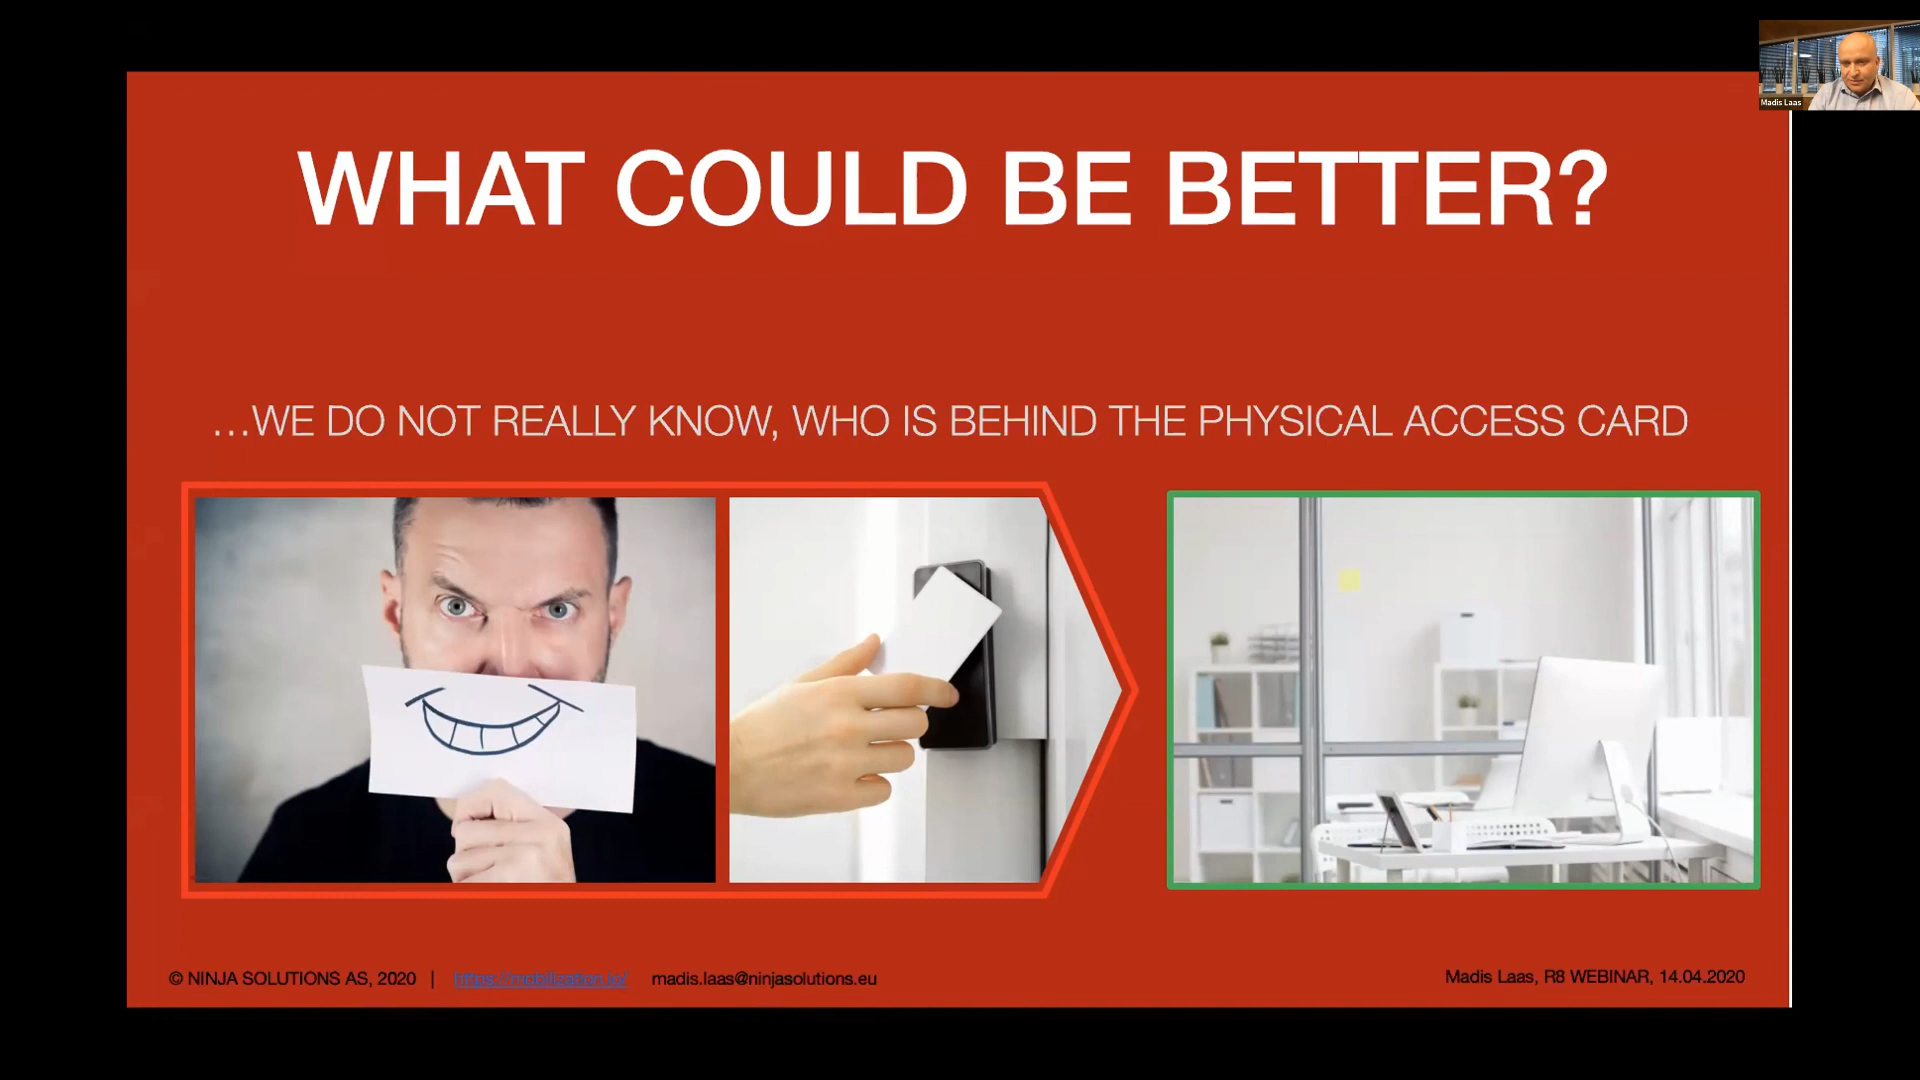 Madis Laas
WHAT COULD BE BETTER?
…WE DO NOT REALLY KNOW, WHO IS BEHIND THE PHYSICAL ACCESS CARD
© NINJA SOLUTIONS AS, 2020 | https://mobilization.io/ madis.laas@ninjasolutions.eu
Madis Laas, R8 WEBINAR, 14.04.2020